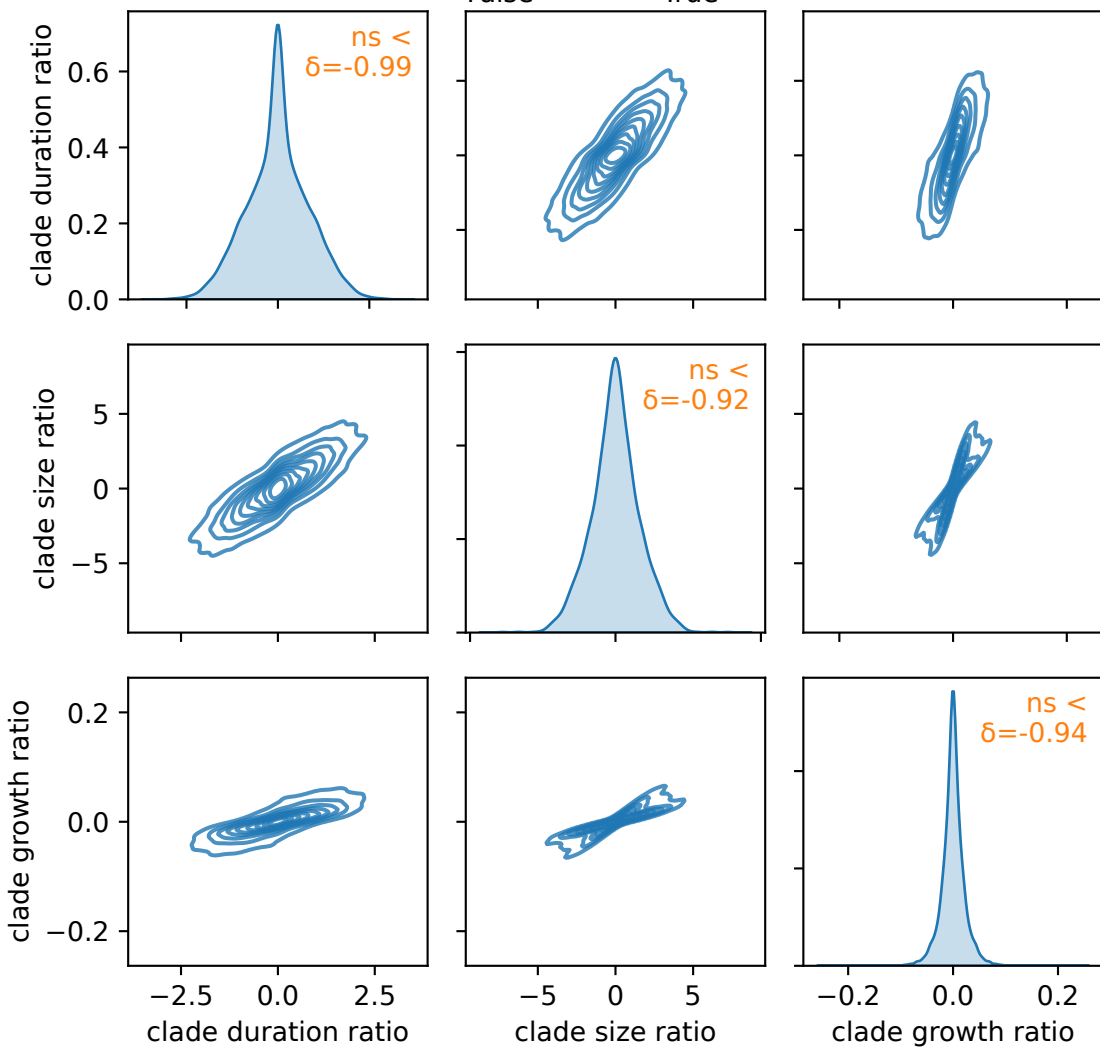 True
clade duration ratio
0.6
0.4
0.2
0.0
ns <
δ=-0.99
clade size ratio
5
0
−5
ns <
δ=-0.92
clade growth ratio
0.2
0.0
−0.2
ns <
δ=-0.94
−2.5
0.0
2.5
clade duration ratio
−5
0
5
clade size ratio
−0.2
0.0
0.2
clade growth ratio